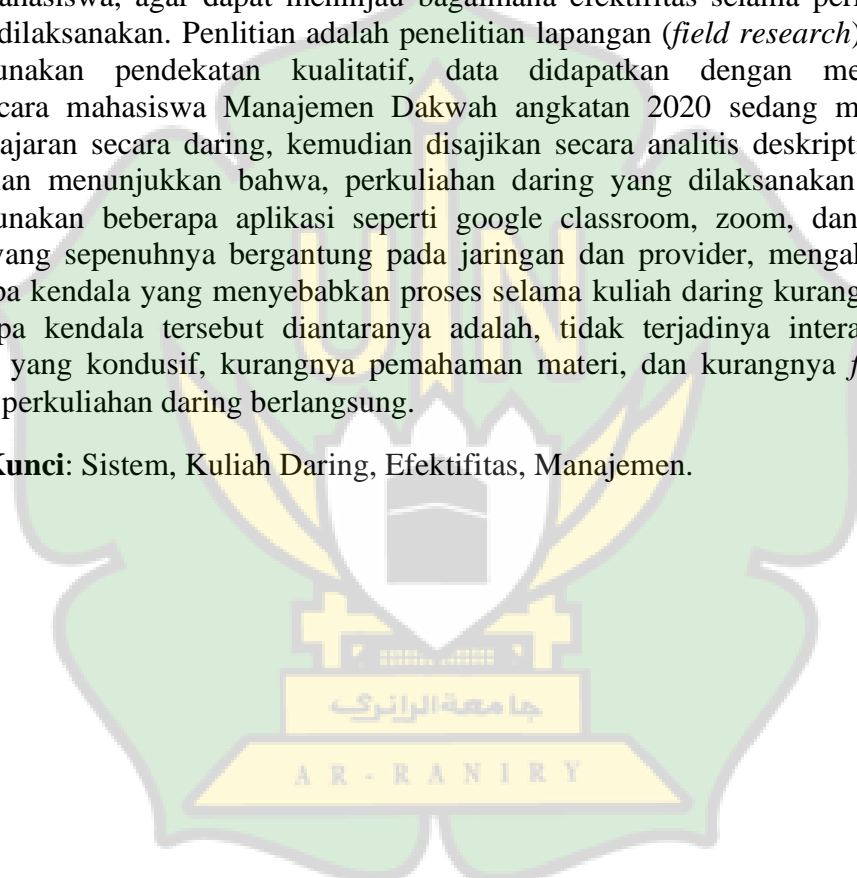 ahasiswa, agar dapat meninjau bagaimana efektifitas selama
dilaksanakan. Penlitian adalah penelitian lapangan (field research)
unakan pendekatan kualitatif, data didapatkan dengan me
cara mahasiswa Manajemen Dakwah angkatan 2020 sedang m
ajaran secara daring, kemudian disajikan secara analitis deskripti
an menunjukkan bahwa, perkuliahan daring yang dilaksanakan
unakan beberapa aplikasi seperti google classroom, zoom, dan
yang sepenuhnya bergantung pada jaringan dan provider, mengal
pa kendala yang menyebabkan proses selama kuliah daring kurang
pa kendala tersebut diantaranya adalah, tidak terjadinya intera
yang kondusif, kurangnya pemahaman materi, dan kurangnya f
perkuliahan daring berlangsung.
Kunci: Sistem, Kuliah Daring, Efektifitas, Manajemen.
UIN
جامعة الرانري
AR-RANIRY